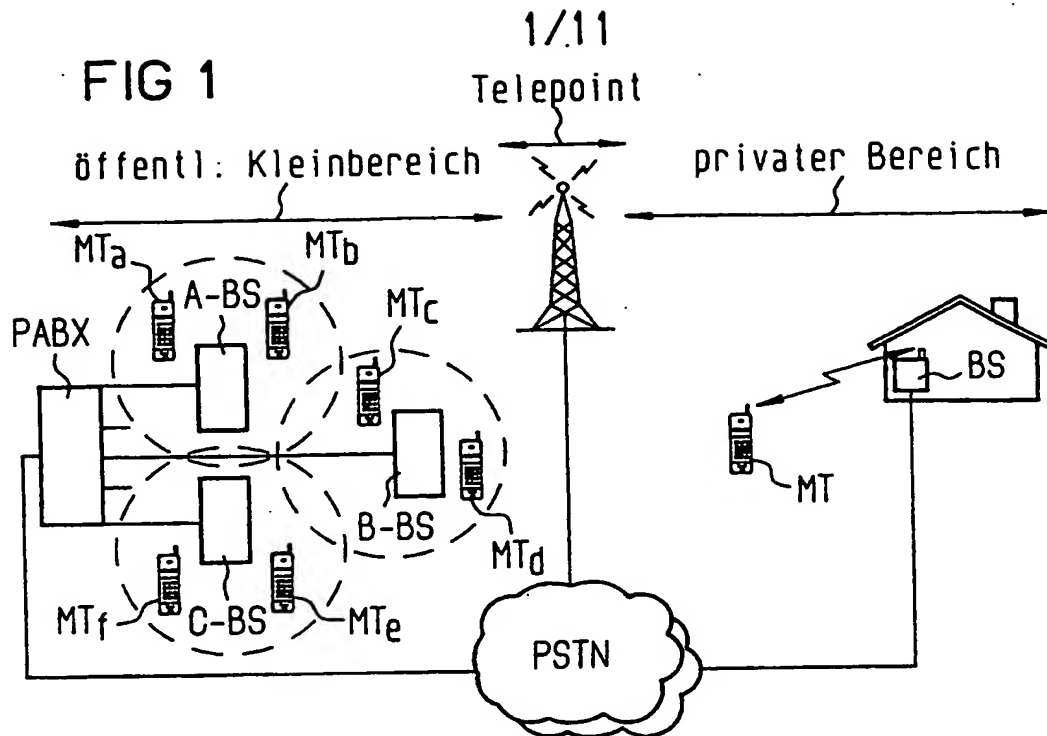 1/.11
FIG 1
Telepoint
öffentl: Kleinbereich
privater Bereich
MTa
MTb
A-BS
MTc
PABX
BS
MT
B-BS
MTd
MTf
C-BS
MTe
PSTN